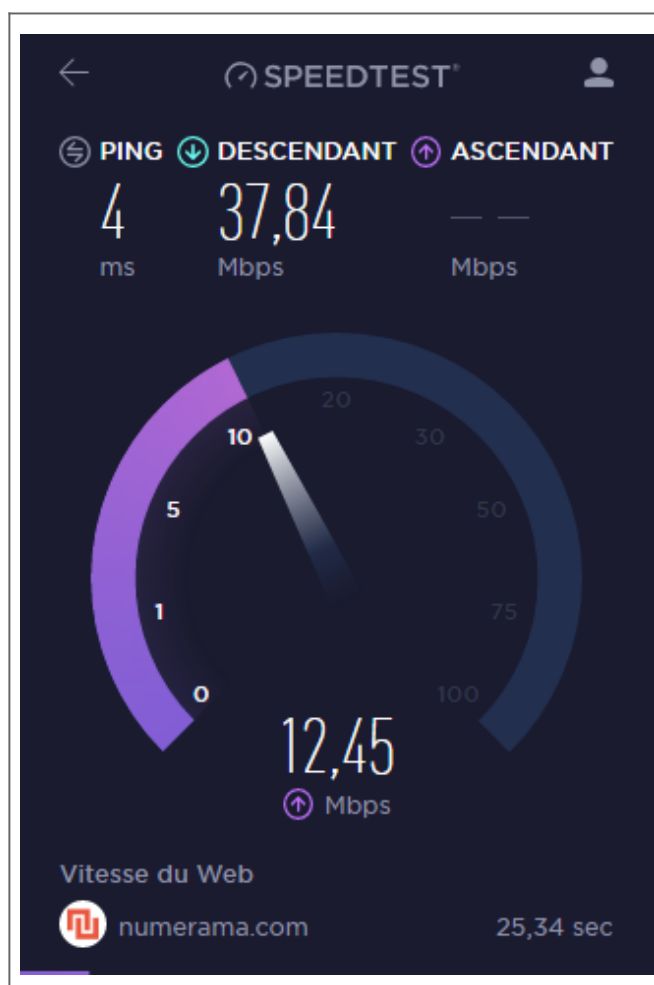 SPEEDTEST®
PING DESCENDANT ASCENDANT
4 37,84 — —
ms Mbps Mbps
20
10 30
5 50
1 75
0 100
12,45
Mbps
Vitesse du Web
numerama.com 25,34 sec